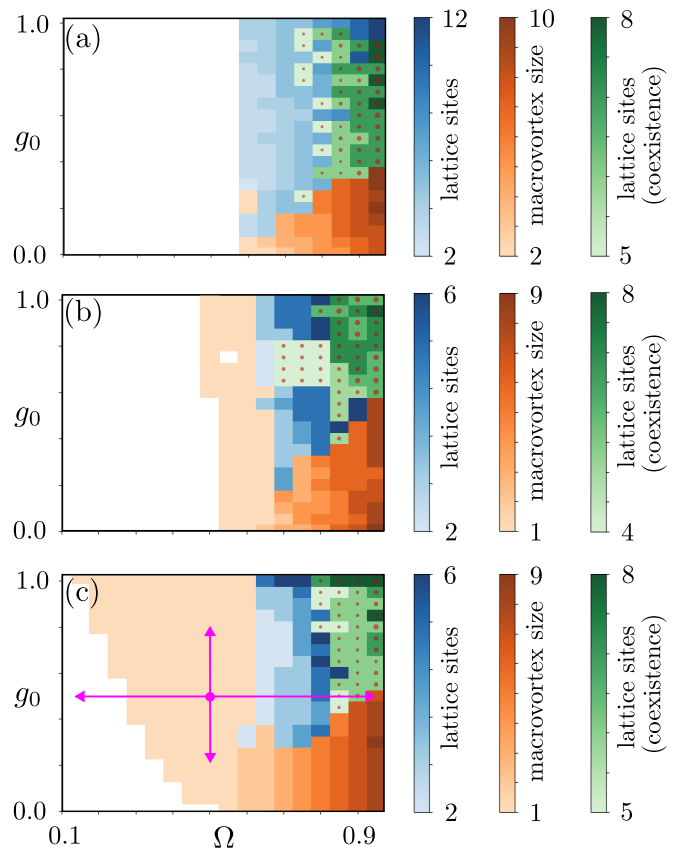 1.0
(a)
g0
0.0
12
lattice sites
2
10
macrovortex size
2
8
lattice sites
(coexistence)
5
1.0
(b)
g0
0.0
6
lattice sites
2
9
macrovortex size
1
8
lattice sites
(coexistence)
4
1.0
(c)
g0
0.0
0.1
Ω
0.9
6
lattice sites
2
9
macrovortex size
1
8
lattice sites
(coexistence)
5